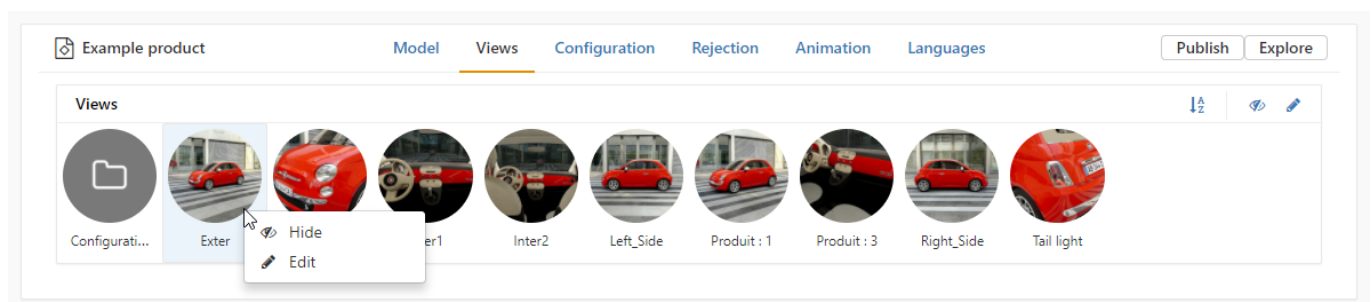 Example product
Model
Views
Configuration
Rejection
Animation
Languages
Publish
Explore
Views
Configurati...
Exter
er1
Inter2
Left_Side
Produit : 1
Produit : 3
Right_Side
Tail light
Hide
Edit